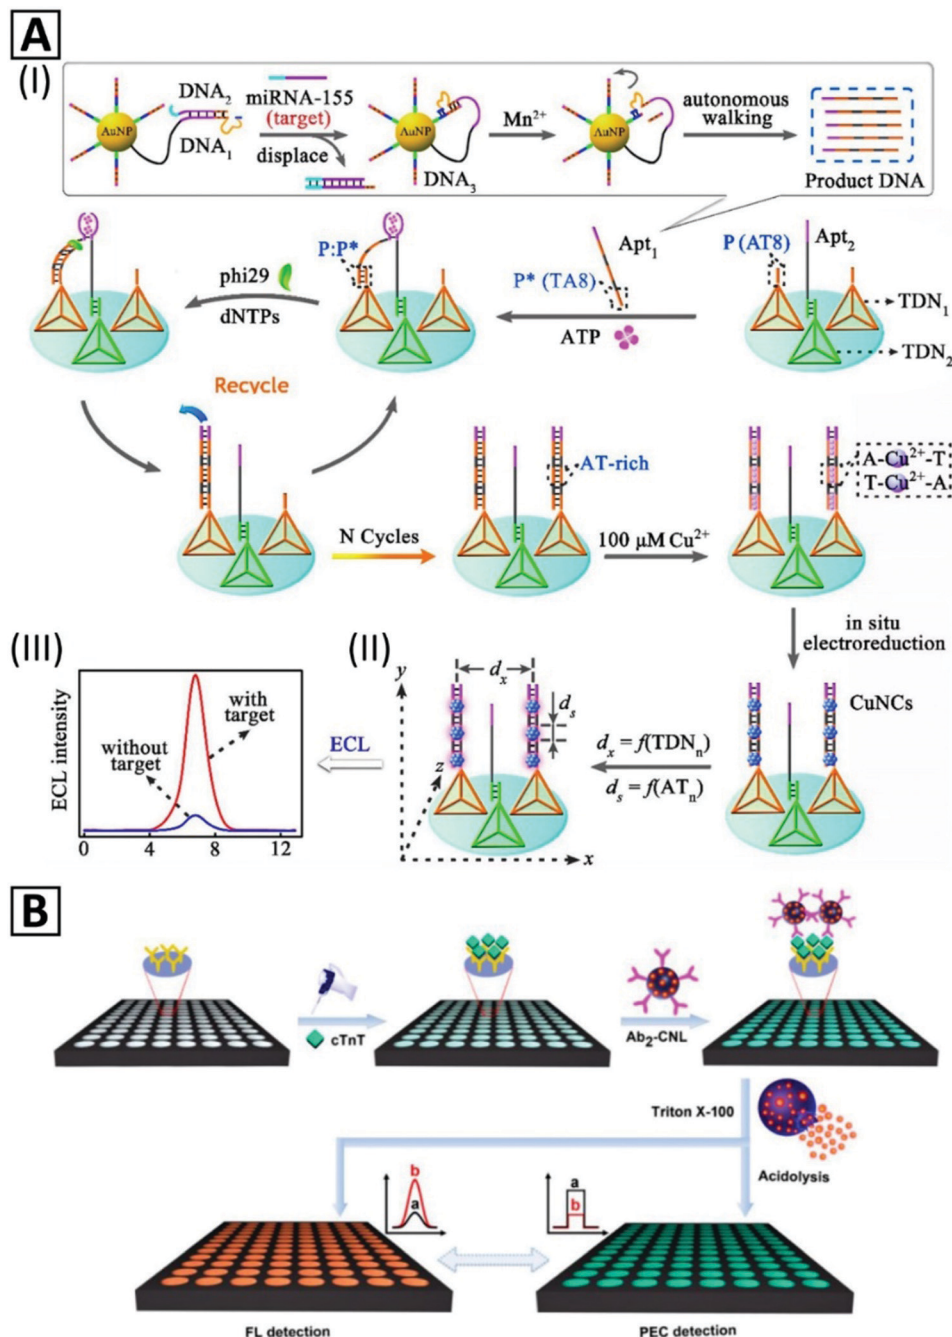 A
(I)
DNA2
miRNA-155
(target)
AuNP
DNA1
displace
AuNP
DNA3
Mn2+
AuNP
autonomous
walking
Product DNA
phi29
dNTPs
P:P*
Apt1
P* (TA8)
ATP
P (AT8)
Apt2
TDN1
TDN2
Recycle
N Cycles
AT-rich
100 μM Cu2+
A-Cu2+-T
T-Cu2+-A
in situ
electroreduction
(III)
ECL intensity
with
target
without
target
0 4 8 12
ECL
(II)
y
z
x
dx
ds
dx = f(TDNn)
ds = f(ATn)
CuNCs
B
cTnT
Ab2-CNL
Triton X-100
Acidolysis
b
a
a
b
FL detection
PEC detection